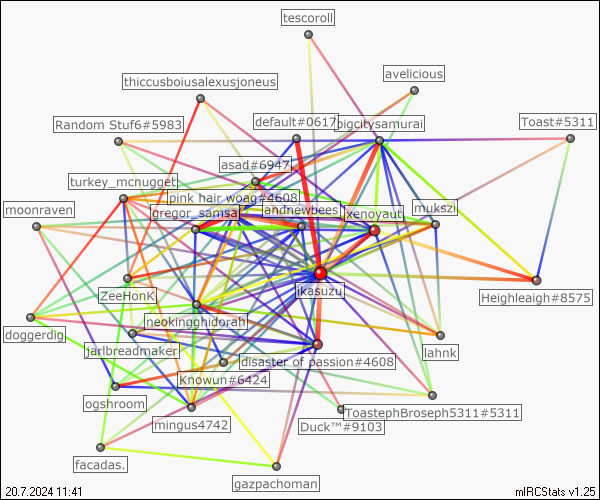 tescoroll
avelicious
thiccusboiusalexusjoneus
Random Stuf6#5983
default#0617
pigcitysamurai
Toast#5311
asad#6947
turkey_mcnugget
pink hair woag#4608
moonraven
gregor_samsa
andnewbees
xenoyaut
mukszi
ZeeHonK
jikasuzu
Heighleaigh#8575
neokingghidorah
doggerdig
jarlbreadmaker
disaster of passion#4608
lahnk
Knowun#6424
ogshroom
mingus4742
Duck™#9103
ToastephBroseph5311#5311
facadas.
gazpachoman
20.7.2024 11:41
mIRCStats v1.25